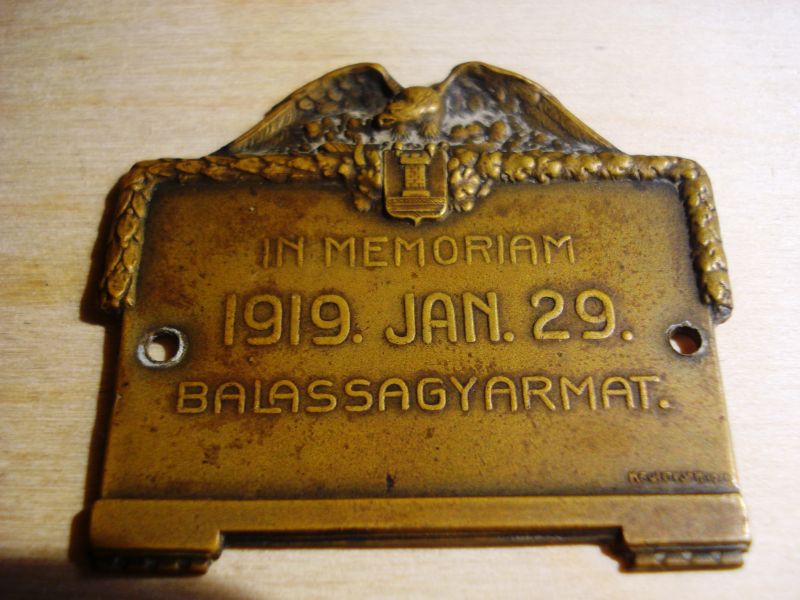 IN MEMORIAM
1919. JAN. 29.
BALASSAGYARMAT.